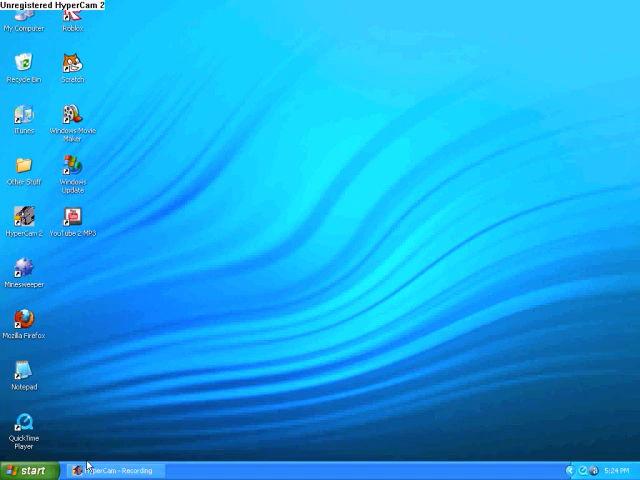 Unregistered HyperCam 2
My Computer
Roblox
Recycle Bin
Scratch
iTunes
Windows Movie
Maker
Other Stuff
Windows
Update
HyperCam 2
YouTube 2 MP3
Minesweeper
Mozilla Firefox
Notepad
QuickTime
Player
start
HyperCam - Recording
5:24 PM